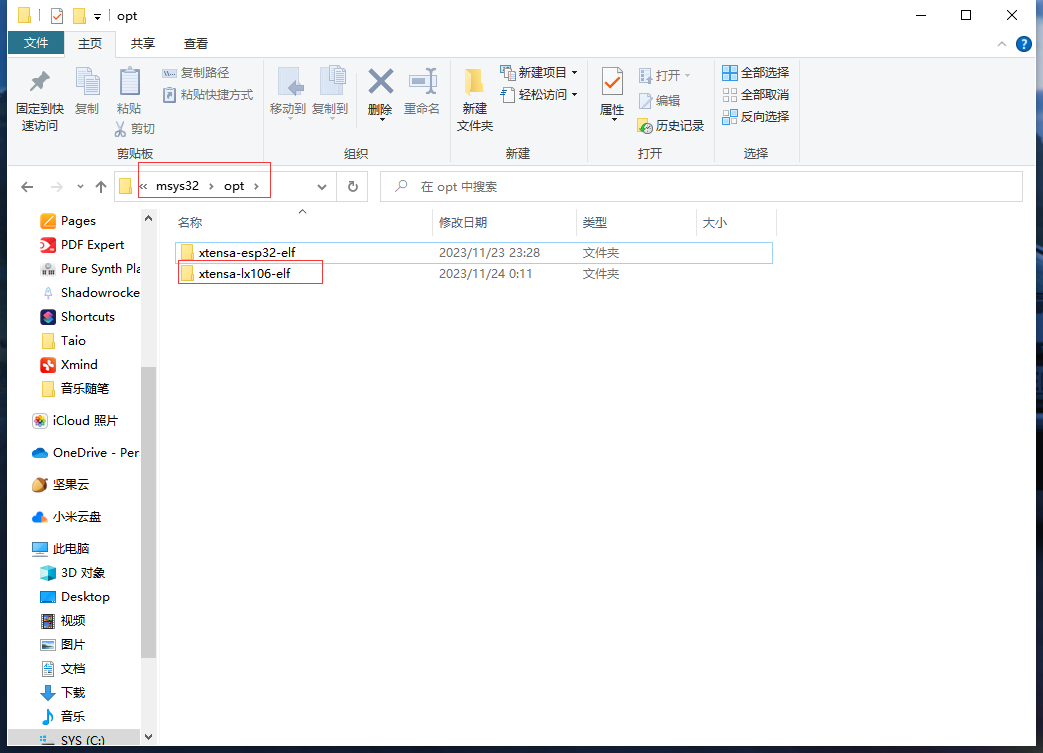 opt
文件 主页 共享 查看
固定到快速访问
复制
粘贴
复制路径
粘贴快捷方式
剪切
剪贴板
移动到
复制到
删除
重命名
组织
新建
文件夹
新建项目
轻松访问
新建
属性
打开
编辑
历史记录
打开
全部选择
全部取消
反向选择
选择
« msys32 › opt ›
在 opt 中搜索
名称 修改日期 类型 大小
xtensa-esp32-elf 2023/11/23 23:28 文件夹
xtensa-lx106-elf 2023/11/24 0:11 文件夹
Pages
PDF Expert
Pure Synth Pla
Shadowrocke
Shortcuts
Taio
Xmind
音乐随笔
iCloud 照片
OneDrive - Per
坚果云
小米云盘
此电脑
3D 对象
Desktop
视频
图片
文档
下载
音乐
SYS (C:)